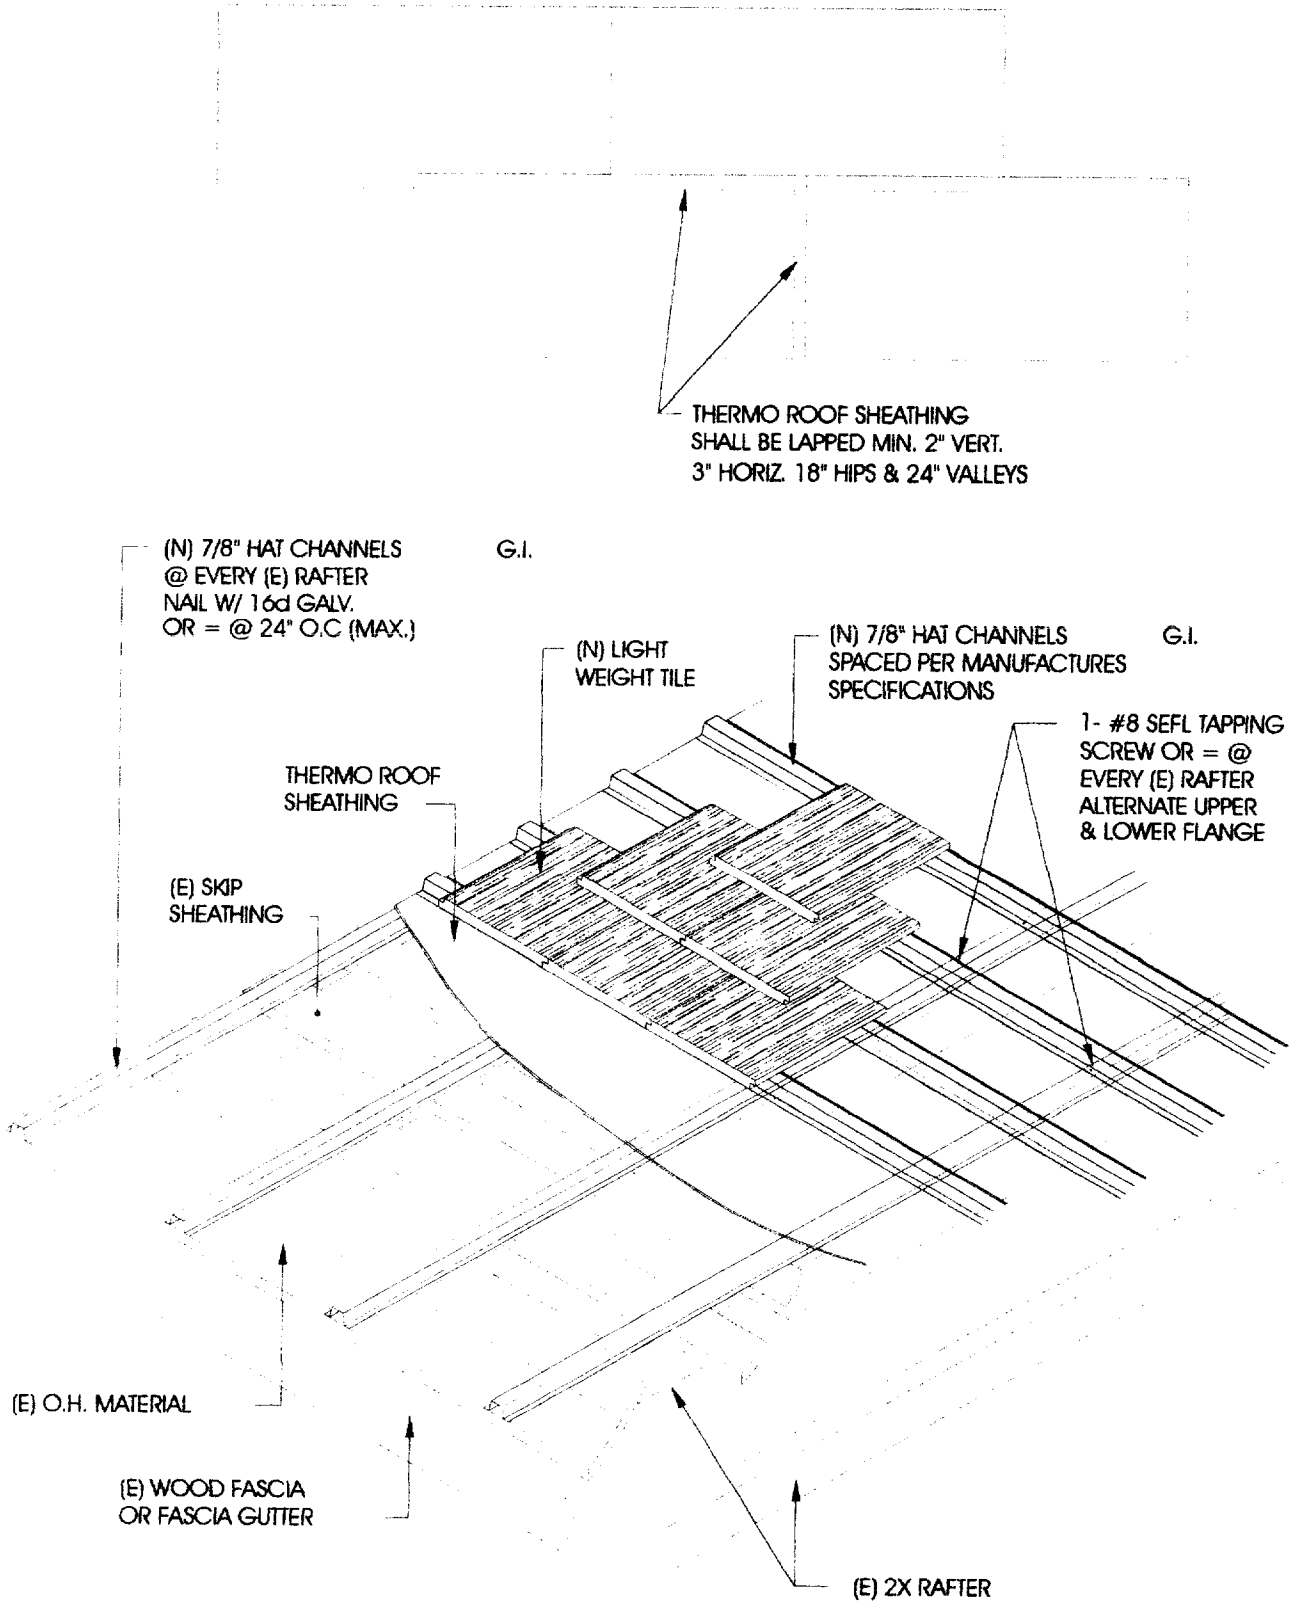 THERMO ROOF SHEATHING
SHALL BE LAPPED MIN. 2" VERT.
3" HORIZ. 18" HIPS & 24" VALLEYS
(N) 7/8" HAT CHANNELS G.I.
@ EVERY (E) RAFTER
NAIL W/ 16d GALV.
OR = @ 24" O.C (MAX.)
(N) LIGHT
WEIGHT TILE
(N) 7/8" HAT CHANNELS G.I.
SPACED PER MANUFACTURES
SPECIFICATIONS
1- #8 SEFL TAPPING
SCREW OR = @
EVERY (E) RAFTER
ALTERNATE UPPER
& LOWER FLANGE
THERMO ROOF
SHEATHING
(E) SKIP
SHEATHING
(E) O.H. MATERIAL
(E) WOOD FASCIA
OR FASCIA GUTTER
(E) 2X RAFTER